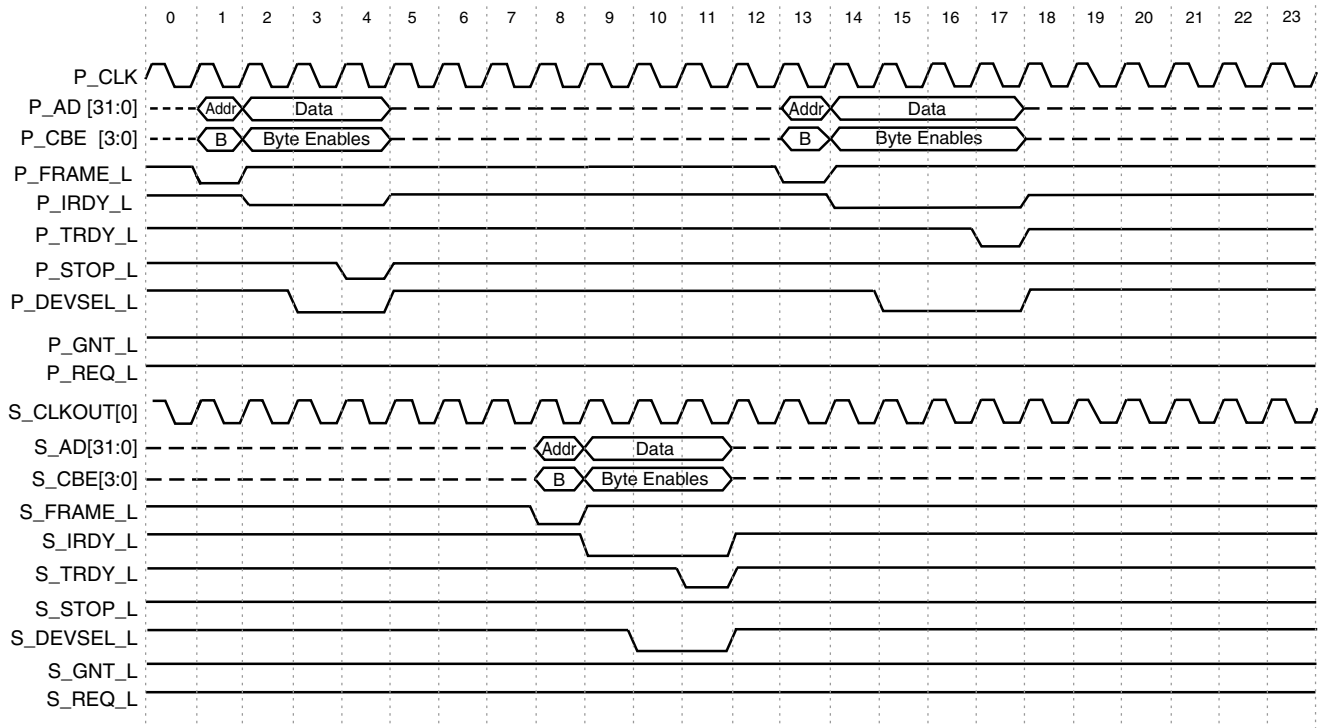 0 1 2 3 4 5 6 7 8 9 10 11 12 13 14 15 16 17 18 19 20 21 22 23
P_CLK
P_AD [31:0] Addr Data Addr Data
P_CBE [3:0] B Byte Enables B Byte Enables
P_FRAME_L
P_IRDY_L
P_TRDY_L
P_STOP_L
P_DEVSEL_L
P_GNT_L
P_REQ_L
S_CLKOUT[0]
S_AD[31:0] Addr Data
S_CBE[3:0] B Byte Enables
S_FRAME_L
S_IRDY_L
S_TRDY_L
S_STOP_L
S_DEVSEL_L
S_GNT_L
S_REQ_L